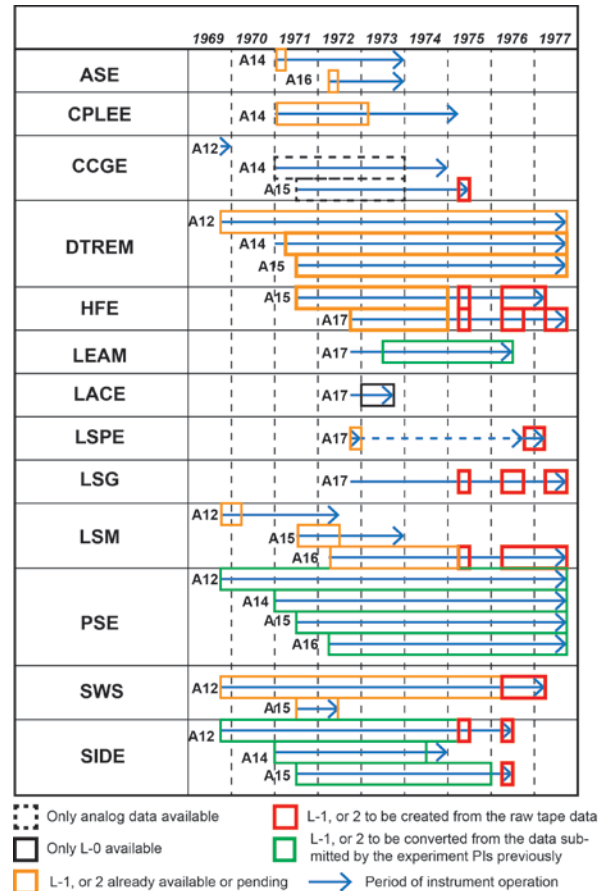 1969 1970 1971 1972 1973 1974 1975 1976 1977
ASE
A14
A16
CPLEE
A14
CCGE
A12
A14
A15
DTREM
A12
A14
A15
HFE
A15
A17
LEAM
A17
LACE
A17
LSPE
A17
LSG
A17
LSM
A12
A15
A16
PSE
A12
A14
A15
A16
SWS
A12
A15
SIDE
A12
A14
A15
Only analog data available
Only L-0 available
L-1, or 2 already available or pending
L-1, or 2 to be created from the raw tape data
L-1, or 2 to be converted from the data sub-
mitted by the experiment PIs previously
Period of instrument operation